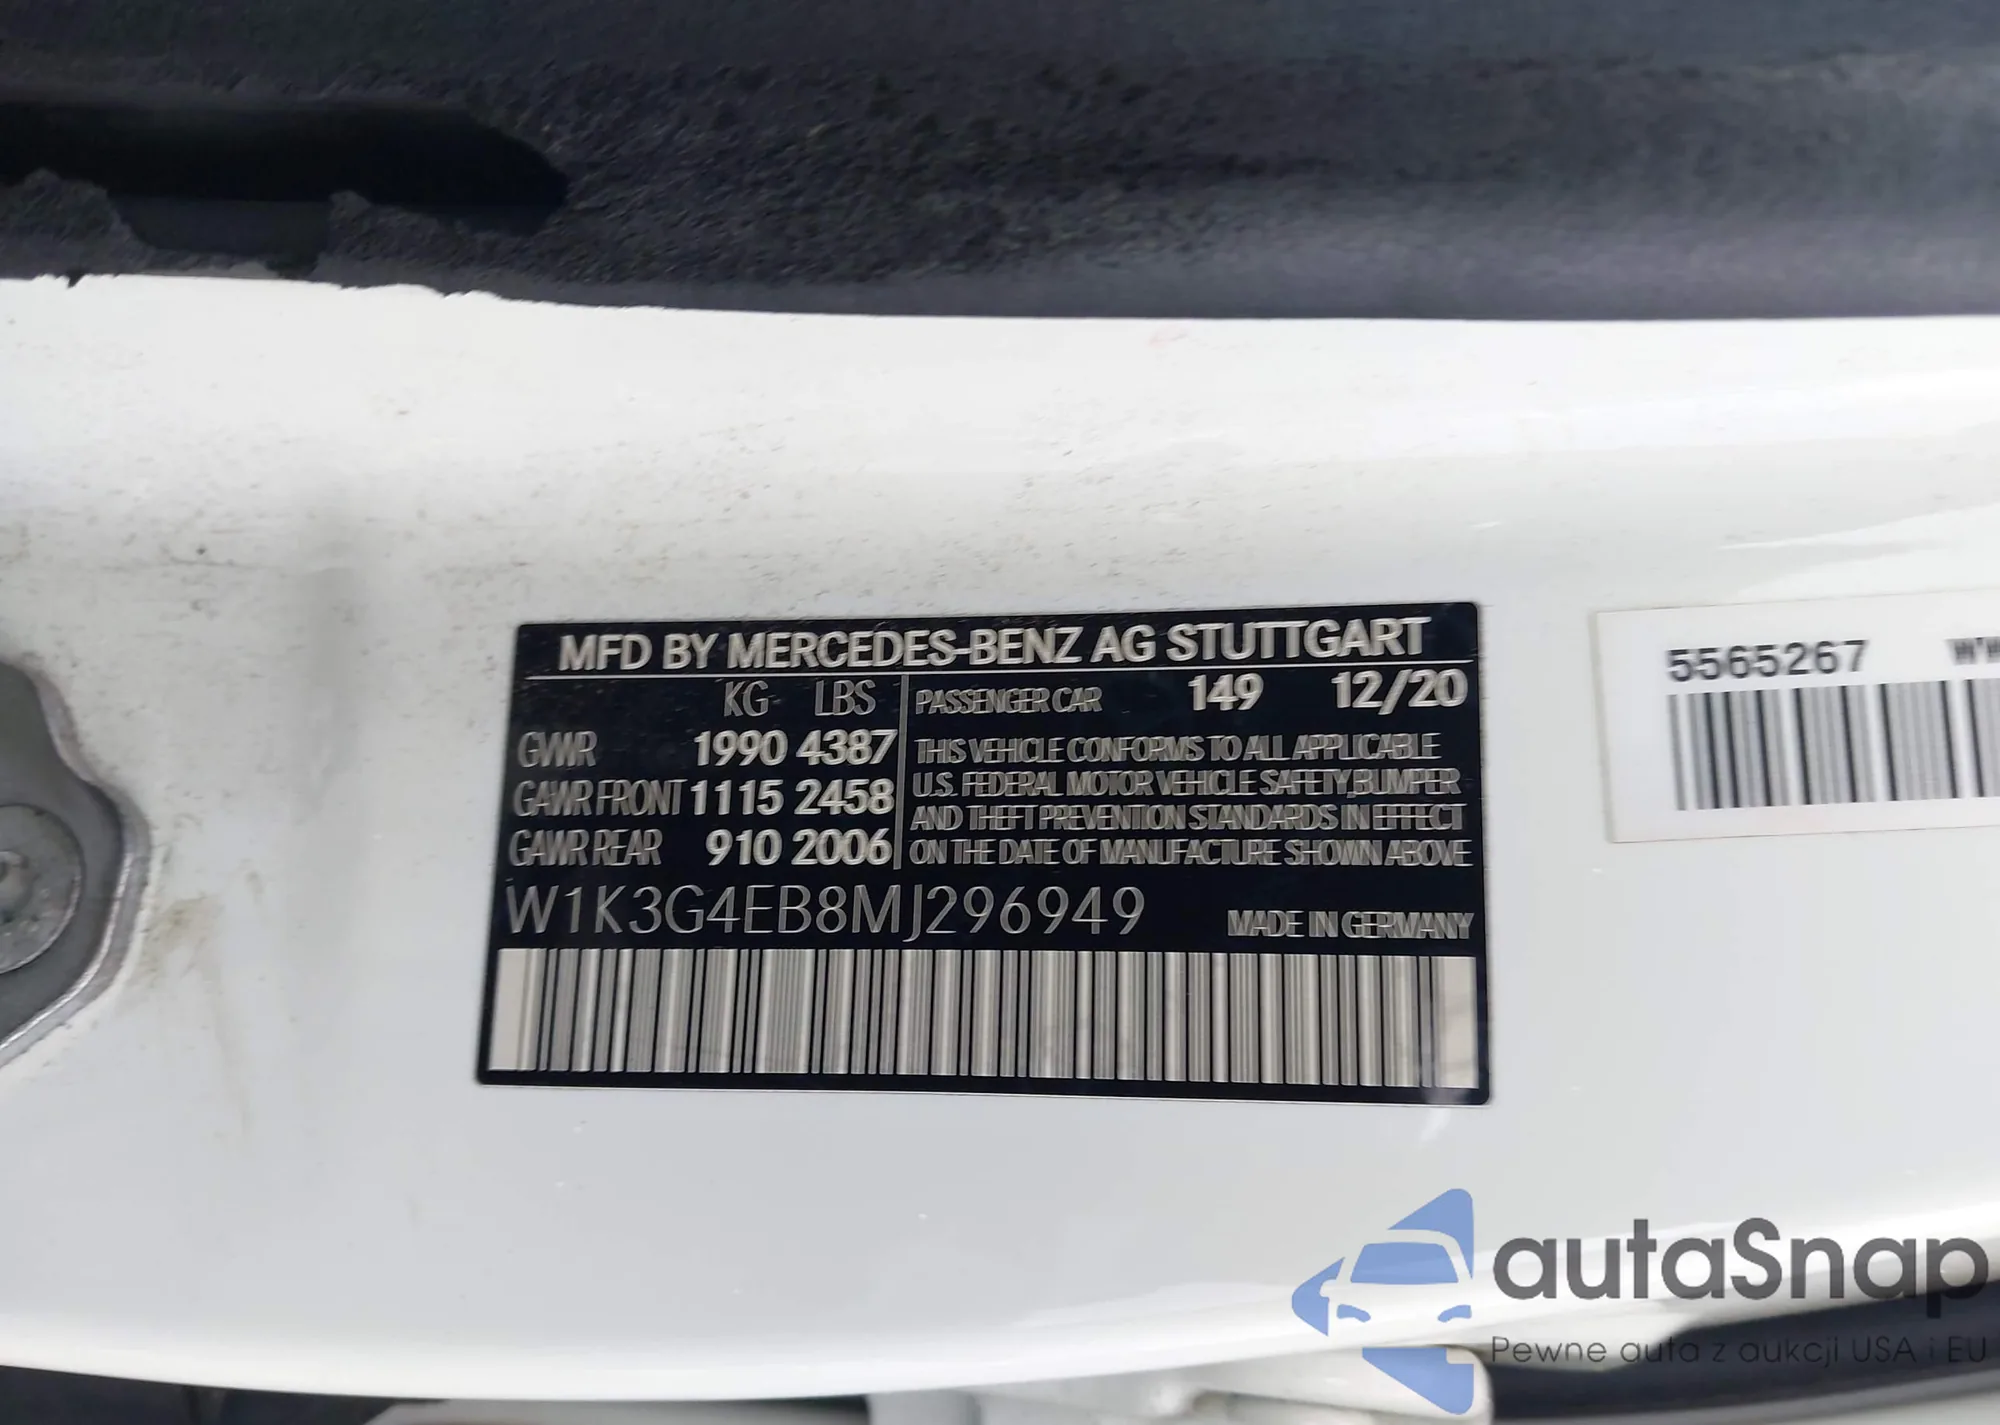 MFD BY MERCEDES-BENZ AG STUTTGART
KG LBS
GVWR 1990 4387
GAWR FRONT 1115 2458
GAWR REAR 910 2006
PASSENGER CAR 149 12/20
THIS VEHICLE CONFORMS TO ALL APPLICABLE
U.S. FEDERAL MOTOR VEHICLE SAFETY, BUMPER
AND THEFT PREVENTION STANDARDS IN EFFECT
ON THE DATE OF MANUFACTURE SHOWN ABOVE
W1K3G4EB8MJ296949 MADE IN GERMANY
5565267
autaSnap
Pewne auta z aukcji USA i EU